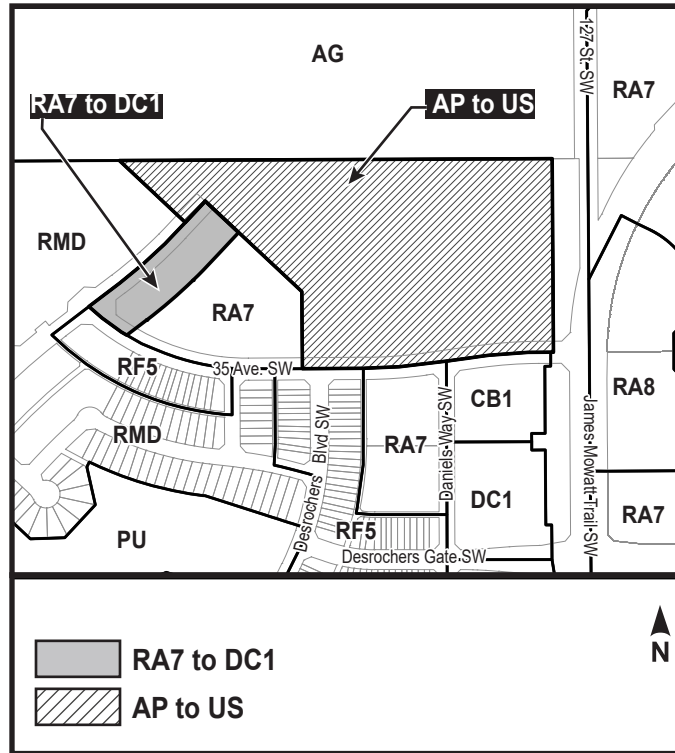 AG
127 St. SW
RA7
RA7 to DC1
AP to US
RMD
RA7
RF5
35 Ave. SW
CB1
RA8
RMD
Desrochers Blvd SW
RA7
Daniels Way SW
James Mowatt Trail SW
DC1
RA7
PU
RF5
Desrochers Gate SW
RA7 to DC1
N
AP to US